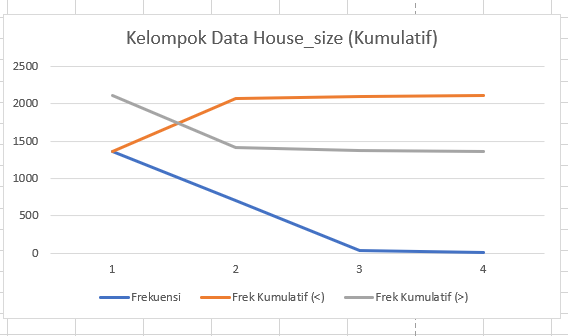 Kelompok Data House_size (Kumulatif)
2500
2000
1500
1000
500
0
1 2 3 4
Frekuensi Frek Kumulatif (<) Frek Kumulatif (>)